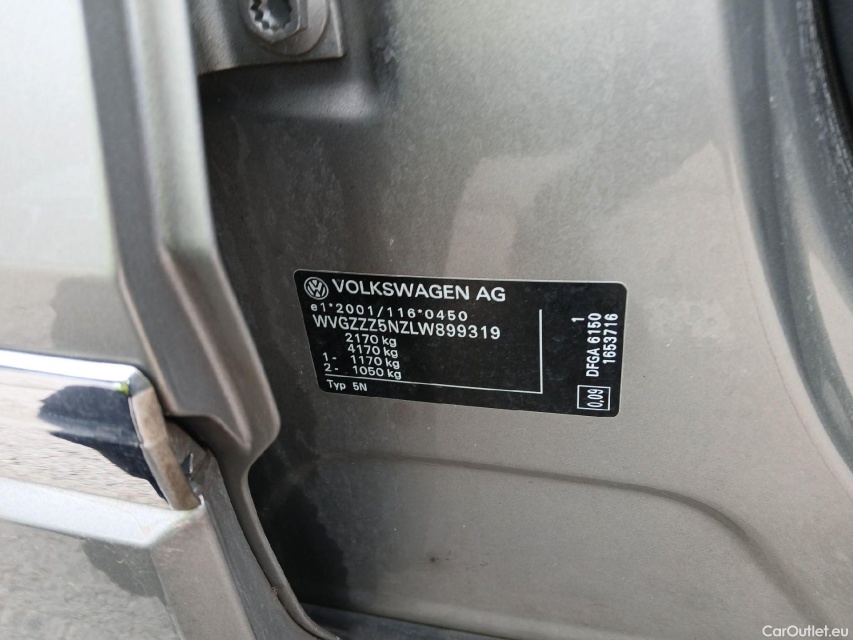 VOLKSWAGEN AG
e1*2001/116*0450
WVGZZZ5NZLW899319
2170 kg
4170 kg
1- 1170 kg
2- 1050 kg
Typ 5N
1
DFGA 6150
1653716
0.09
CarOutlet.eu